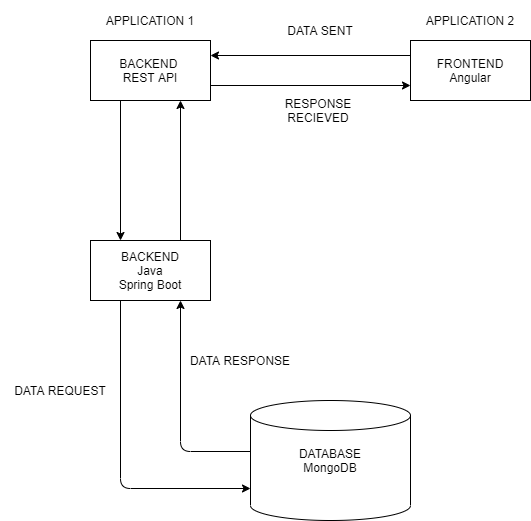 APPLICATION 1
APPLICATION 2
DATA SENT
BACKEND
REST API
FRONTEND
Angular
RESPONSE
RECIEVED
BACKEND
Java
Spring Boot
DATA RESPONSE
DATA REQUEST
DATABASE
MongoDB